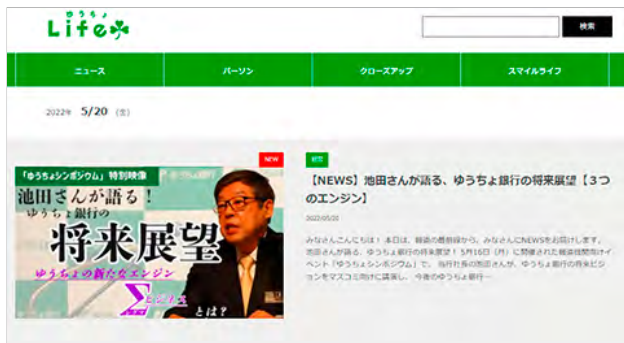 ゆうちょ
Life
検索
ニュース
パーソン
クローズアップ
スマイルライフ
2022年 5/20 (金)
NEW
経営
「ゆうちょシンポジウム」特別映像
池田さんが語る!
ゆうちょ銀行の
将来展望
ゆうちょの新たなエンジン
Σビジネス
とは?
【NEWS】池田さんが語る、ゆうちょ銀行の将来展望【3つ
のエンジン】
2022/05/20
みなさんこんにちは! 本日は、報道の最前線から、みなさんにNEWSをお届けします。
池田さんが語る、ゆうちょ銀行の将来展望! 5月16日(月)に開催された報道機関向けイ
ベント「ゆうちょシンポジウム」で、 当行社長の池田さんが、ゆうちょ銀行の将来ビジ
ョンをマスコミ向けに講演し、 今後のゆうちょ銀行…